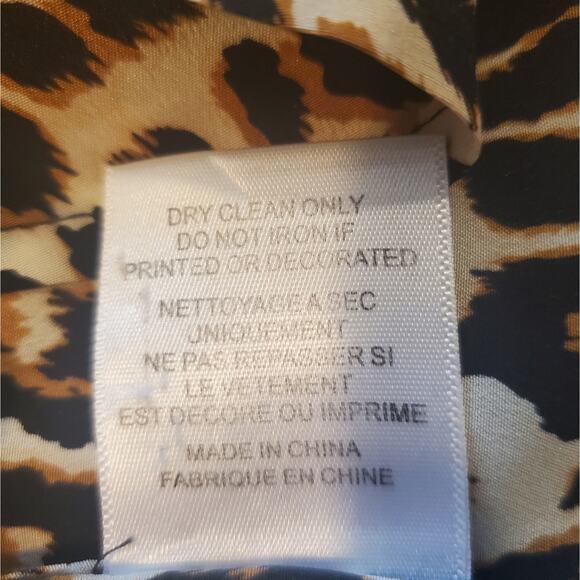 DRY CLEAN ONLY
DO NOT IRON IF
PRINTED OR DECORATED
NETTOYAGE A SEC
UNIQUEMENT
NE PAS REPASSER SI
LE VETEMENT
EST DECORE OU IMPRIME
MADE IN CHINA
FABRIQUE EN CHINE